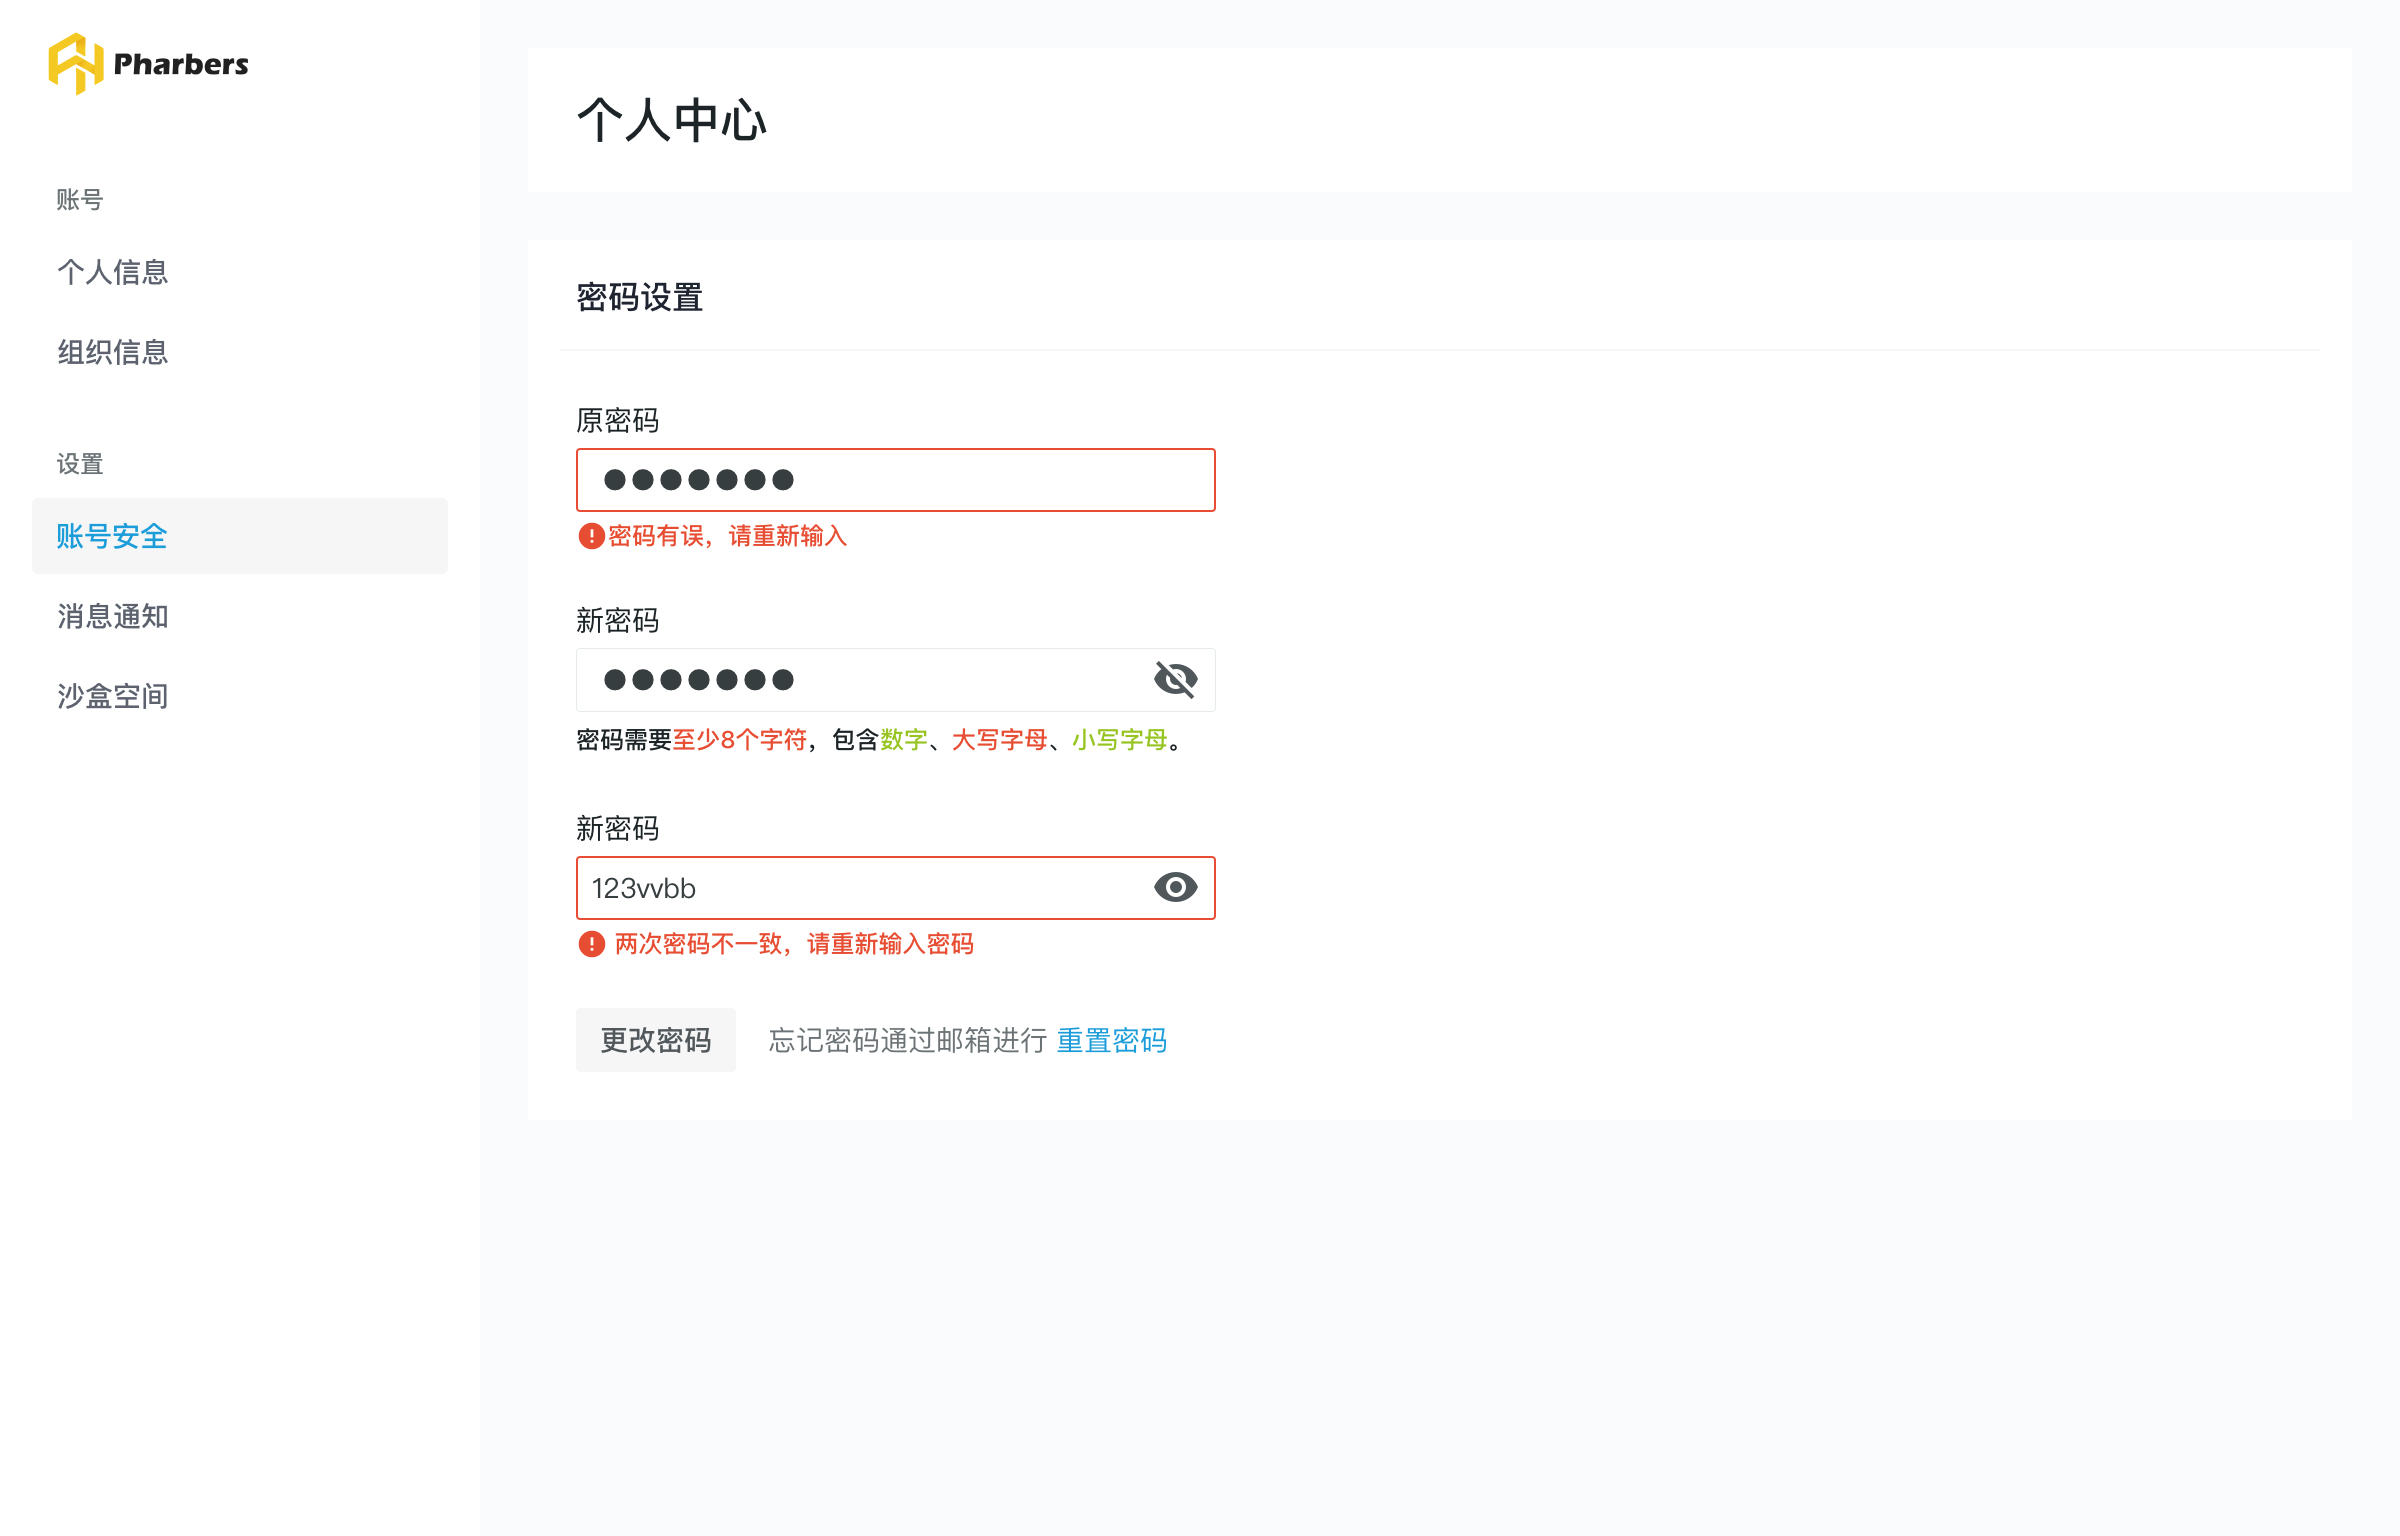 Pharbers
账号
个人信息
组织信息
设置
账号安全
消息通知
沙盒空间
个人中心
密码设置
原密码
●●●●●●●
密码有误，请重新输入
新密码
●●●●●●●
密码需要至少8个字符，包含数字、大写字母、小写字母。
新密码
123vvbb
两次密码不一致，请重新输入密码
更改密码
忘记密码通过邮箱进行 重置密码